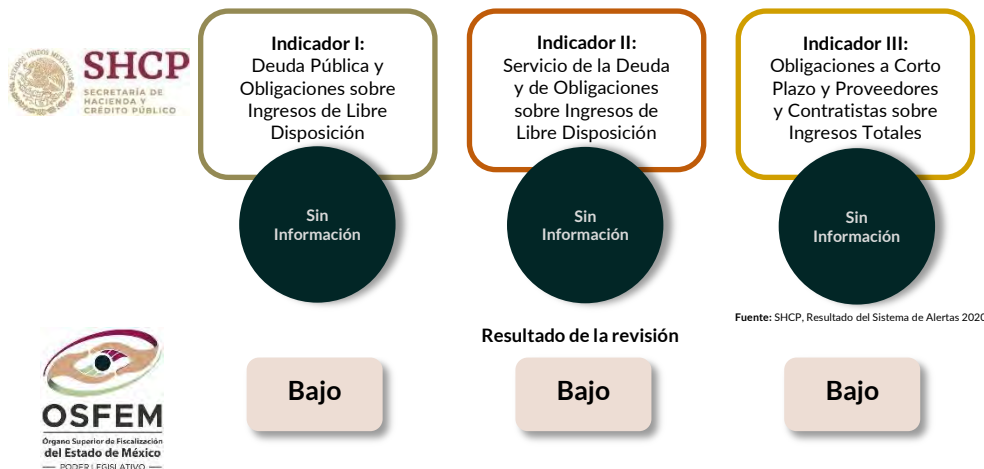 SHCP
SECRETARÍA DE
HACIENDA Y
CRÉDITO PÚBLICO
Indicador I:
Deuda Pública y
Obligaciones sobre
Ingresos de Libre
Disposición
Sin
Información
Indicador II:
Servicio de la Deuda
y de Obligaciones
sobre Ingresos de
Libre Disposición
Sin
Información
Indicador III:
Obligaciones a Corto
Plazo y Proveedores
y Contratistas sobre
Ingresos Totales
Sin
Información
Fuente: SHCP, Resultado del Sistema de Alertas 2020
Resultado de la revisión
OSFEM
Órgano Superior de Fiscalización
del Estado de México
PODER LEGISLATIVO
Bajo
Bajo
Bajo